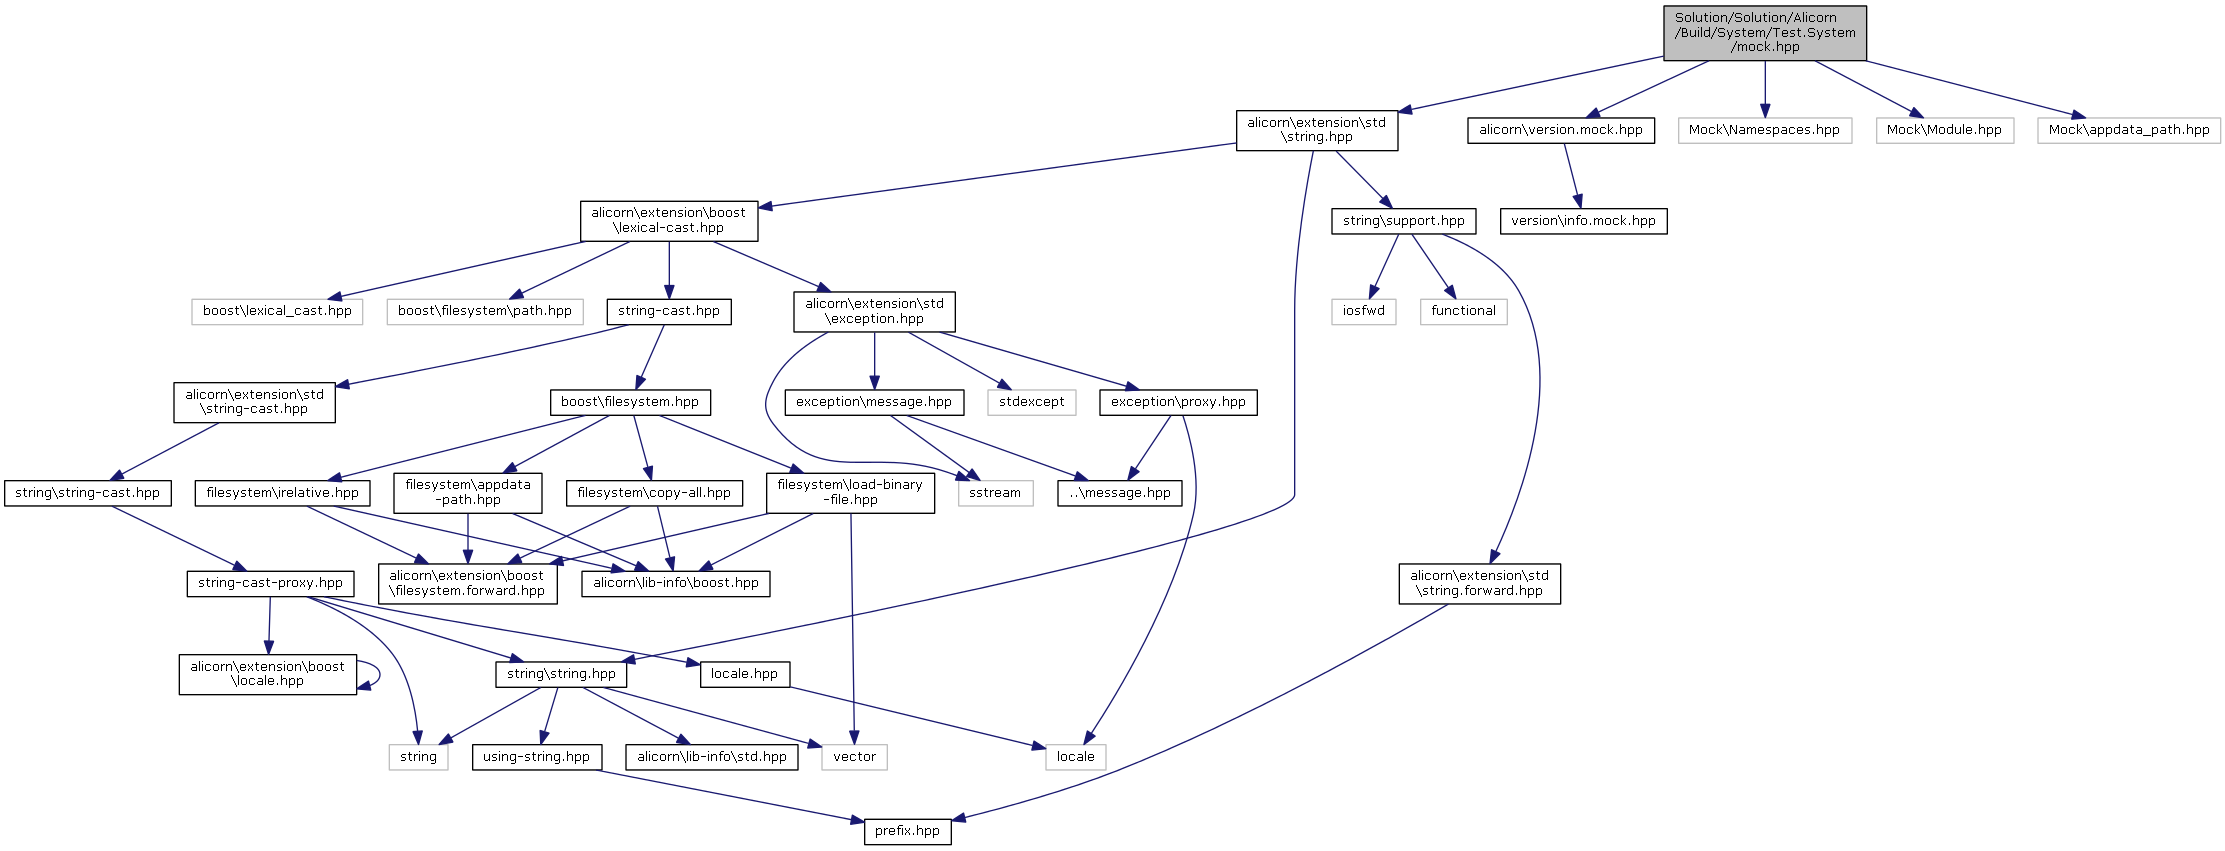 Solution/Solution/Alicorn
/Build/System/Test.System
/mock.hpp
alicorn\extension\std
\string.hpp
alicorn\version.mock.hpp
Mock\Namespaces.hpp
Mock\Module.hpp
Mock\appdata_path.hpp
alicorn\extension\boost
\lexical-cast.hpp
string\support.hpp
version\info.mock.hpp
boost\lexical_cast.hpp
boost\filesystem\path.hpp
string-cast.hpp
alicorn\extension\std
\exception.hpp
iosfwd
functional
alicorn\extension\std
\string-cast.hpp
boost\filesystem.hpp
exception\message.hpp
stdexcept
exception\proxy.hpp
string\string-cast.hpp
filesystem\irelative.hpp
filesystem\appdata
-path.hpp
filesystem\copy-all.hpp
filesystem\load-binary
-file.hpp
sstream
..\message.hpp
string-cast-proxy.hpp
alicorn\extension\boost
\filesystem.forward.hpp
alicorn\lib-info\boost.hpp
alicorn\extension\std
\string.forward.hpp
alicorn\extension\boost
\locale.hpp
string\string.hpp
locale.hpp
string
using-string.hpp
alicorn\lib-info\std.hpp
vector
locale
prefix.hpp